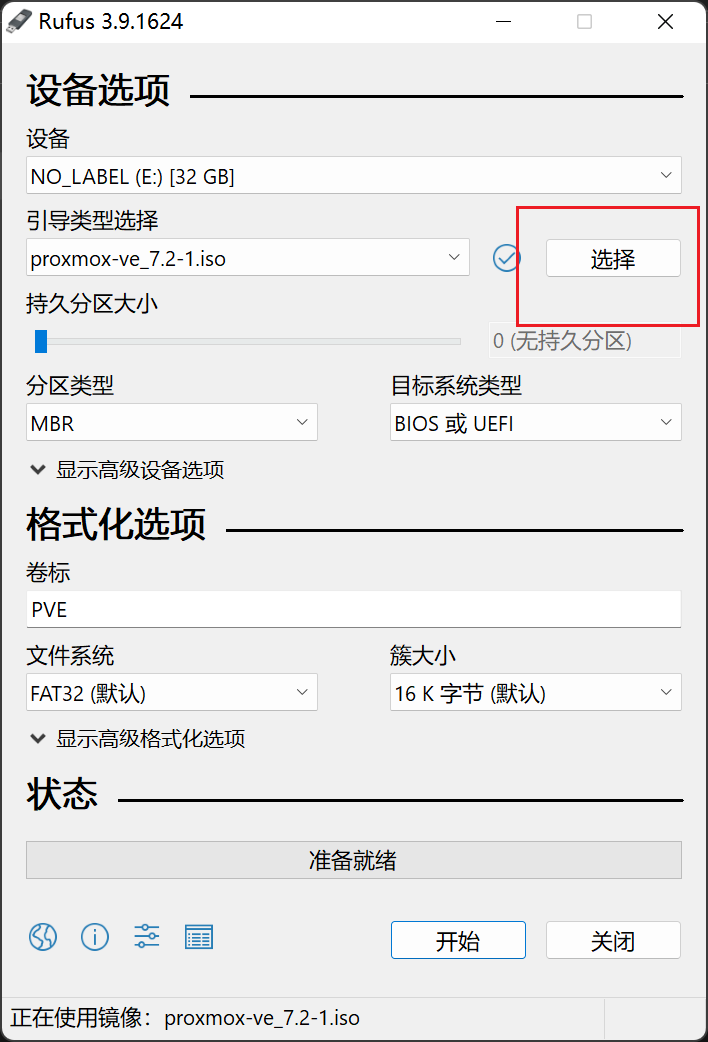 Rufus 3.9.1624
设备选项
设备
NO_LABEL (E:) [32 GB]
引导类型选择
proxmox-ve_7.2-1.iso
选择
持久分区大小
0 (无持久分区)
分区类型
目标系统类型
MBR
BIOS 或 UEFI
显示高级设备选项
格式化选项
卷标
PVE
文件系统
簇大小
FAT32 (默认)
16 K 字节 (默认)
显示高级格式化选项
状态
准备就绪
开始
关闭
正在使用镜像：proxmox-ve_7.2-1.iso